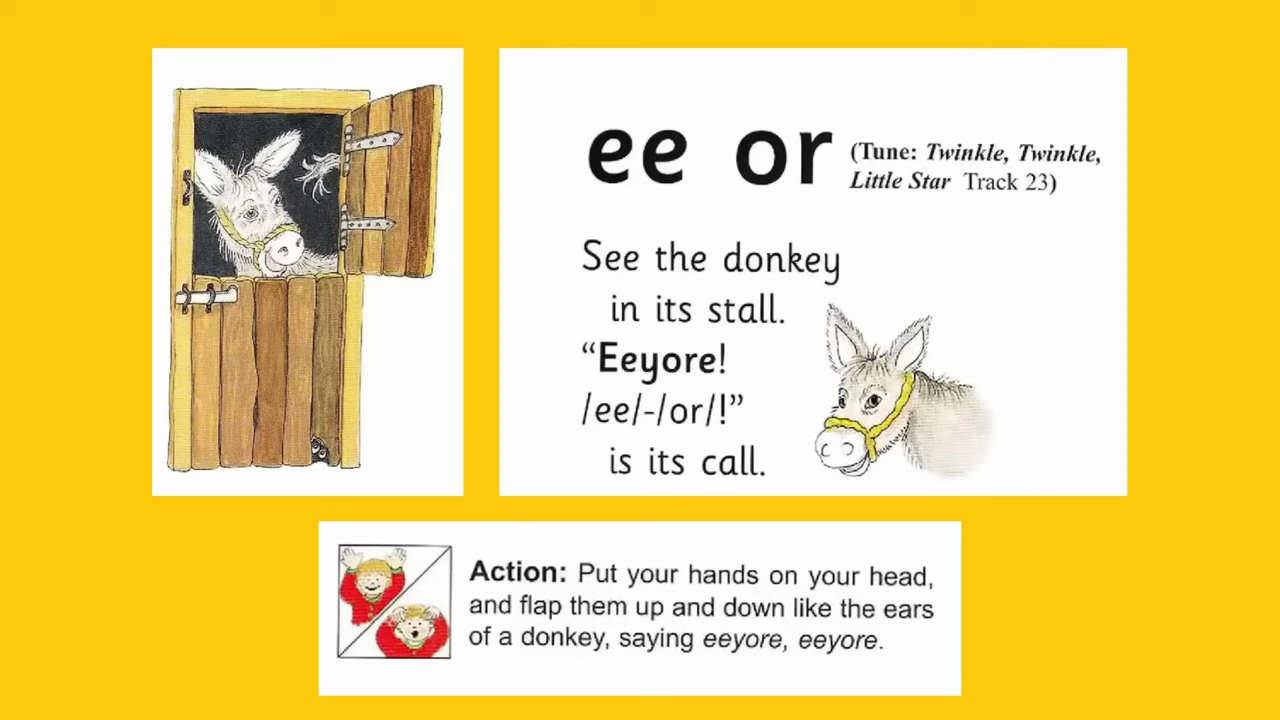 ee or
(Tune: Twinkle, Twinkle,
Little Star Track 23)
See the donkey
in its stall.
“Eeyore!
/ee/-/or/!”
is its call.
Action: Put your hands on your head,
and flap them up and down like the ears
of a donkey, saying eeyore, eeyore.